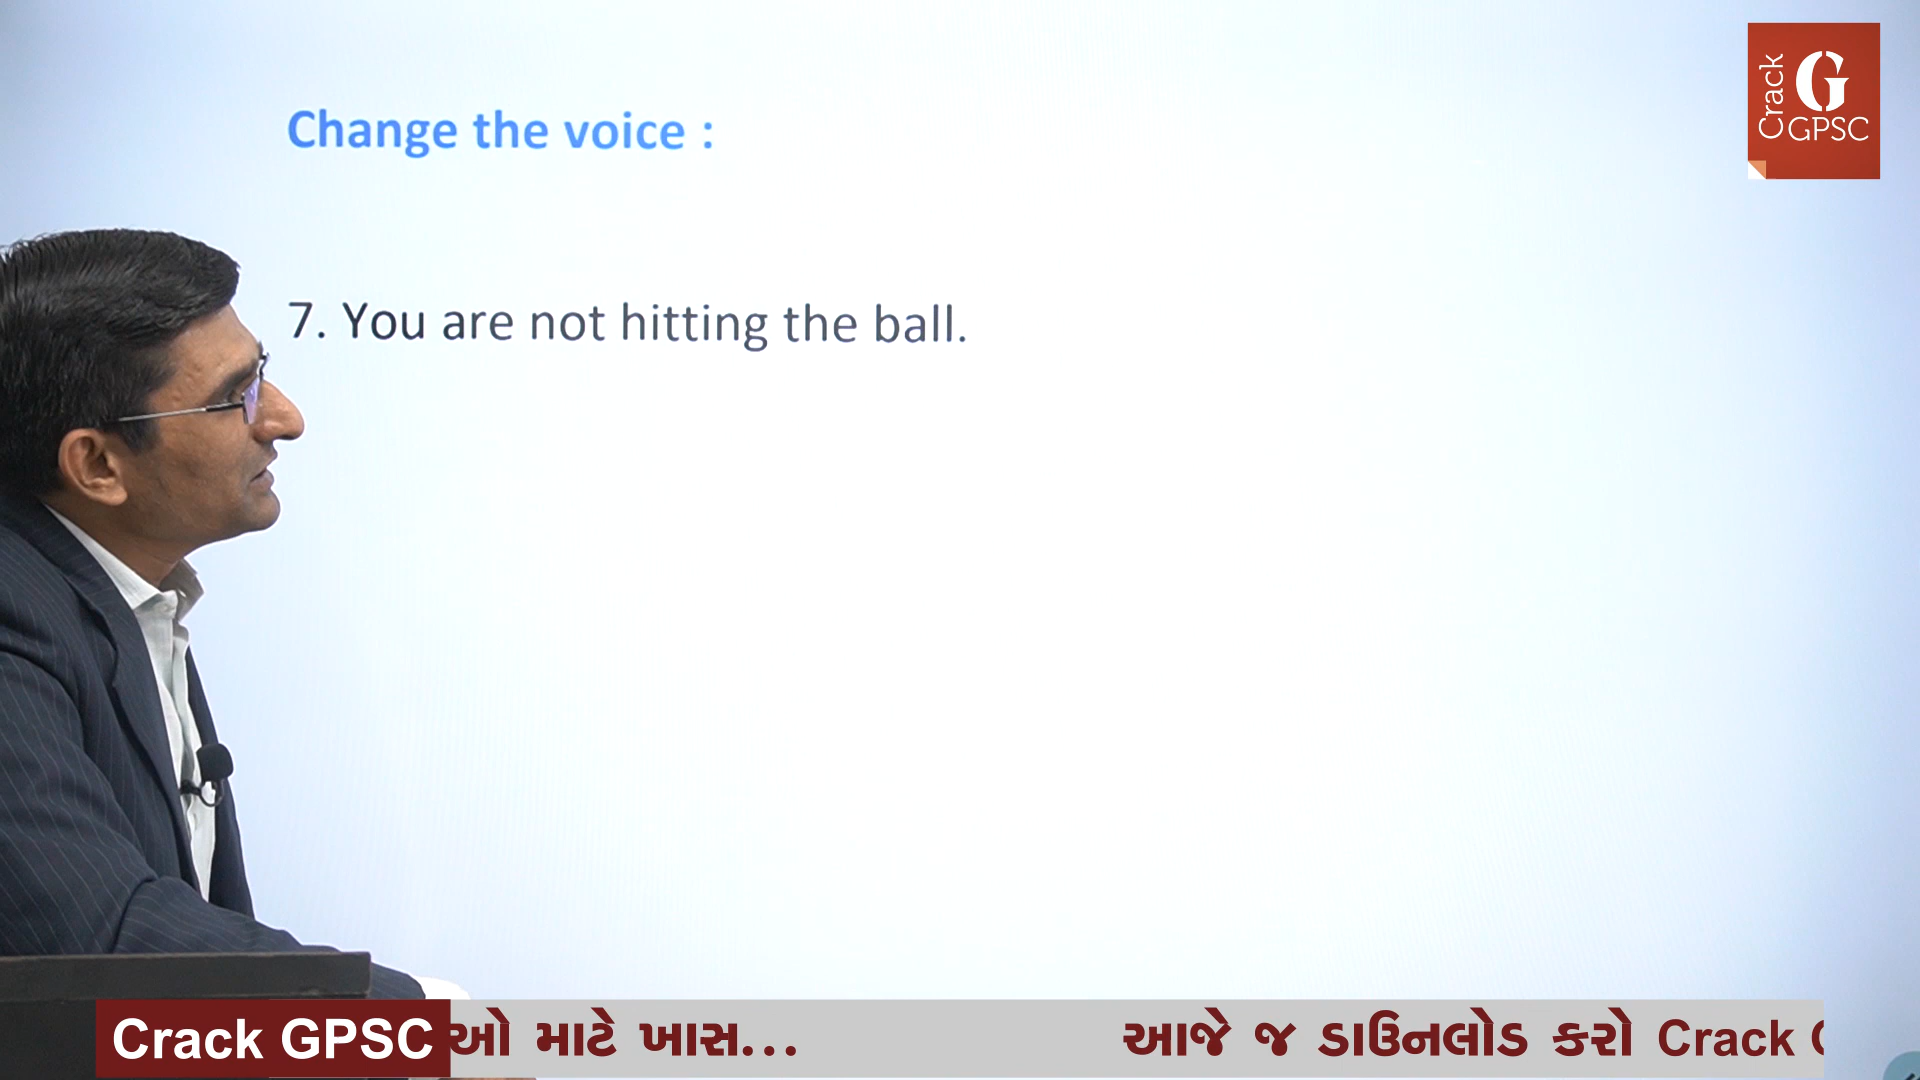 Change the voice :
Crack
G
GPSC
7. You are not hitting the ball.
Crack GPSC
ઓ માટે ખાસ...
આજે જ ડાઉનલોડ કરો Crack